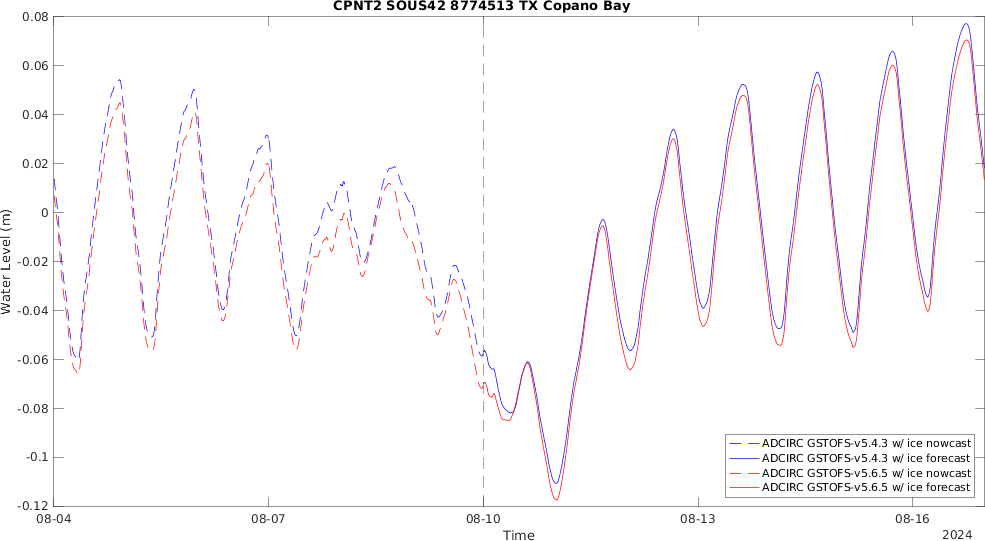 CPNT2 SOUS42 8774513 TX Copano Bay
0.08
0.06
0.04
0.02
0
-0.02
-0.04
-0.06
-0.08
-0.1
-0.12
Water Level (m)
ADCIRC GSTOFS-v5.4.3 w/ ice nowcast
ADCIRC GSTOFS-v5.4.3 w/ ice forecast
ADCIRC GSTOFS-v5.6.5 w/ ice nowcast
ADCIRC GSTOFS-v5.6.5 w/ ice forecast
08-04 08-07 08-10 08-13 08-16
Time
2024